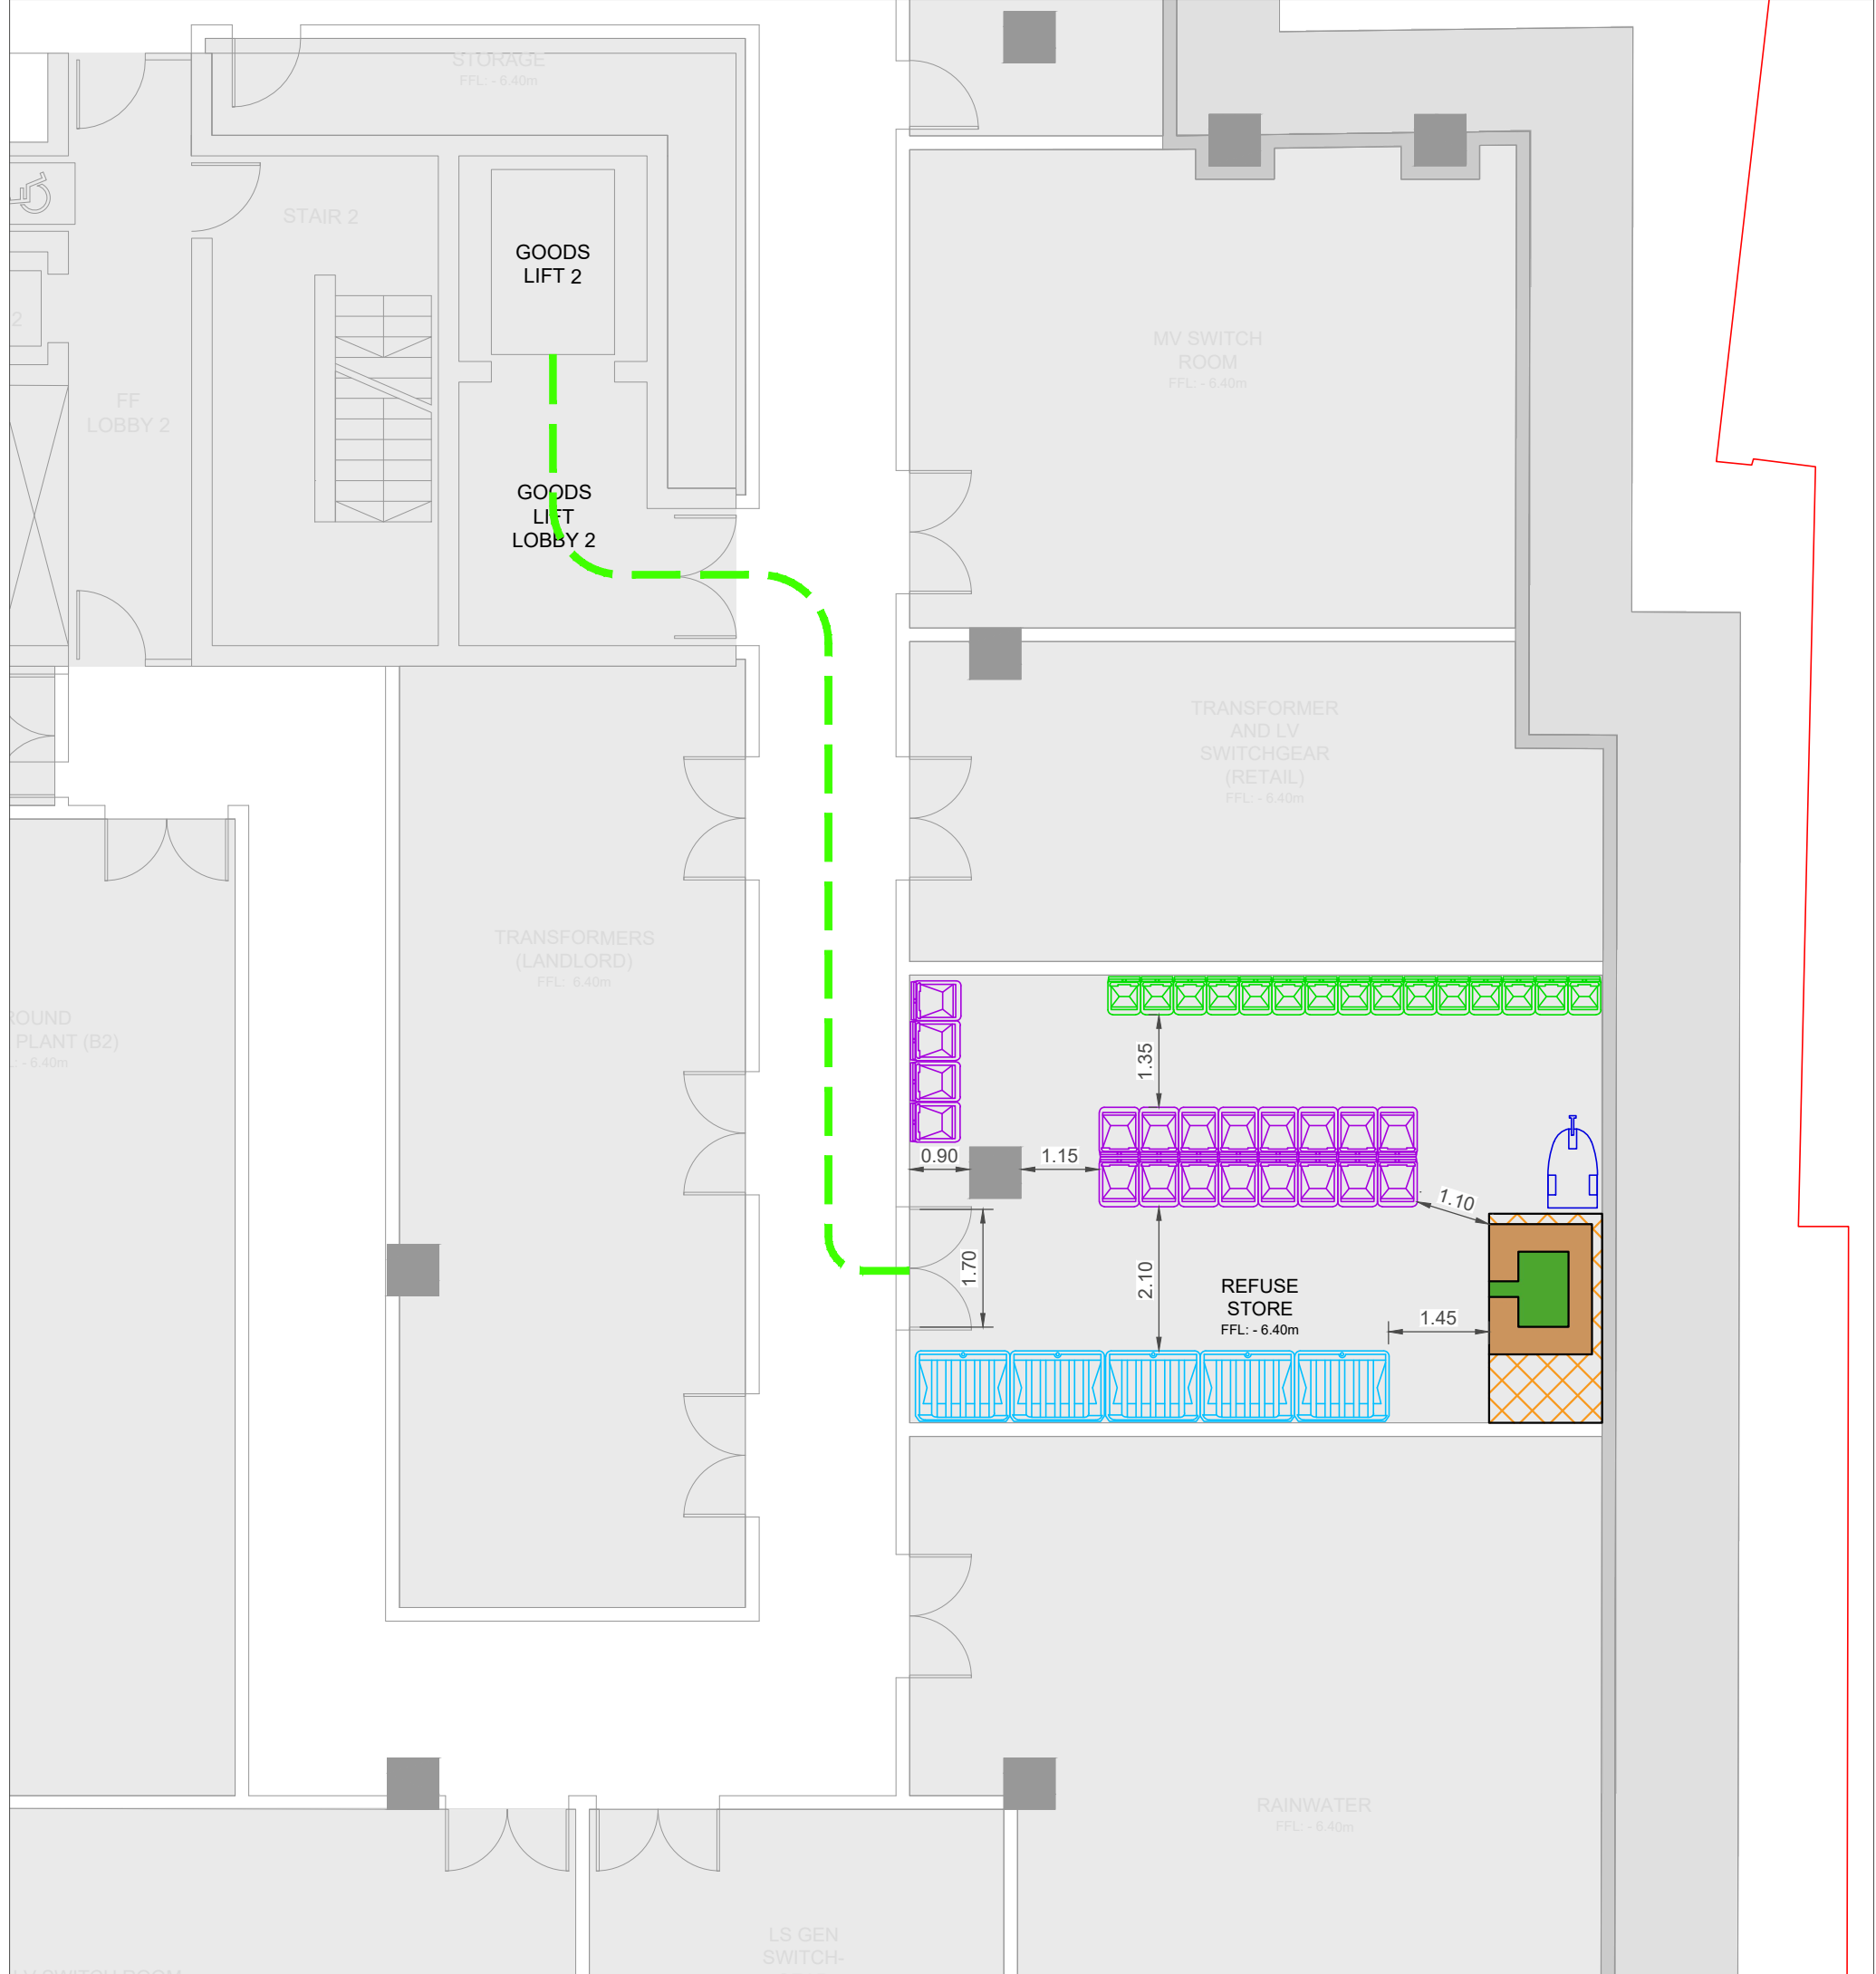 STORAGE
FFL: - 6.40m
STAIR 2
GOODS
LIFT 2
2
MV SWITCH
ROOM
FFL: - 6.40m
FF
LOBBY 2
GOODS
LIFT
LOBBY 2
TRANSFORMER
AND LV
SWITCHGEAR
(RETAIL)
FFL: - 6.40m
TRANSFORMERS
(LANDLORD)
FFL: 6.40m
ROUND
PLANT (B2)
.: - 6.40m
1.35
0.90
1.15
1.10
1.70
2.10
REFUSE
STORE
FFL: - 6.40m
1.45
RAINWATER
FFL: - 6.40m
LS GEN
SWITCH-